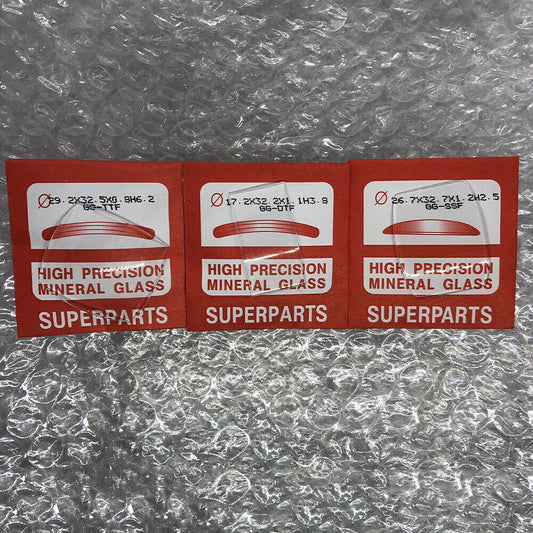 Ø29.2X32.5X0.8H6.2
GG-TTF
HIGH PRECISION
MINERAL GLASS
SUPERPARTS
Ø17.2X32.2X1.1H3.8
GG-DTF
HIGH PRECISION
MINERAL GLASS
SUPERPARTS
Ø26.7X32.7X1.2H2.5
GG-SSF
HIGH PRECISION
MINERAL GLASS
SUPERPARTS